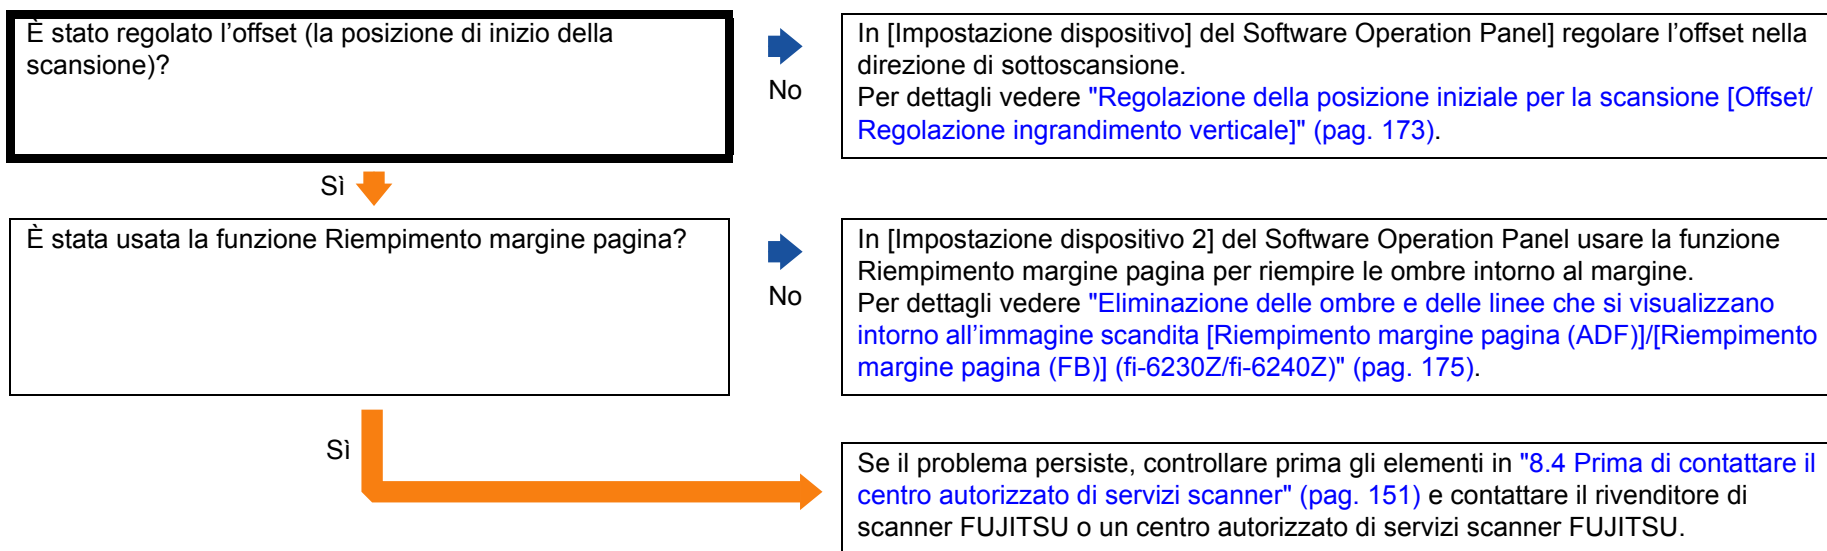 È stato regolato l'offset (la posizione di inizio della
scansione)?
No
In [Impostazione dispositivo] del Software Operation Panel] regolare l'offset nella
direzione di sottoscansione.
Per dettagli vedere "Regolazione della posizione iniziale per la scansione [Offset/
Regolazione ingrandimento verticale]" (pag. 173).
Sì
È stata usata la funzione Riempimento margine pagina?
No
In [Impostazione dispositivo 2] del Software Operation Panel usare la funzione
Riempimento margine pagina per riempire le ombre intorno al margine.
Per dettagli vedere "Eliminazione delle ombre e delle linee che si visualizzano
intorno all'immagine scandita [Riempimento margine pagina (ADF)]/[Riempimento
margine pagina (FB)] (fi-6230Z/fi-6240Z)" (pag. 175).
Sì
Se il problema persiste, controllare prima gli elementi in "8.4 Prima di contattare il
centro autorizzato di servizi scanner" (pag. 151) e contattare il rivenditore di
scanner FUJITSU o un centro autorizzato di servizi scanner FUJITSU.